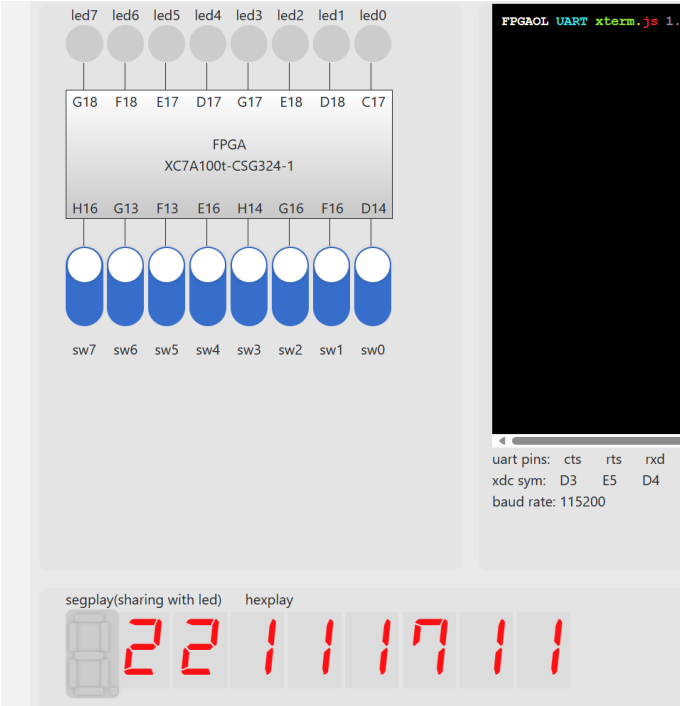 led7 led6 led5 led4 led3 led2 led1 led0
G18 F18 E17 D17 G17 E18 D18 C17
FPGA
XC7A100t-CSG324-1
H16 G13 F13 E16 H14 G16 F16 D14
sw7 sw6 sw5 sw4 sw3 sw2 sw1 sw0
FPGAOL UART xterm.js 1.
uart pins: cts rts rxd
xdc sym: D3 E5 D4
baud rate: 115200
segplay(sharing with led) hexplay
22111711